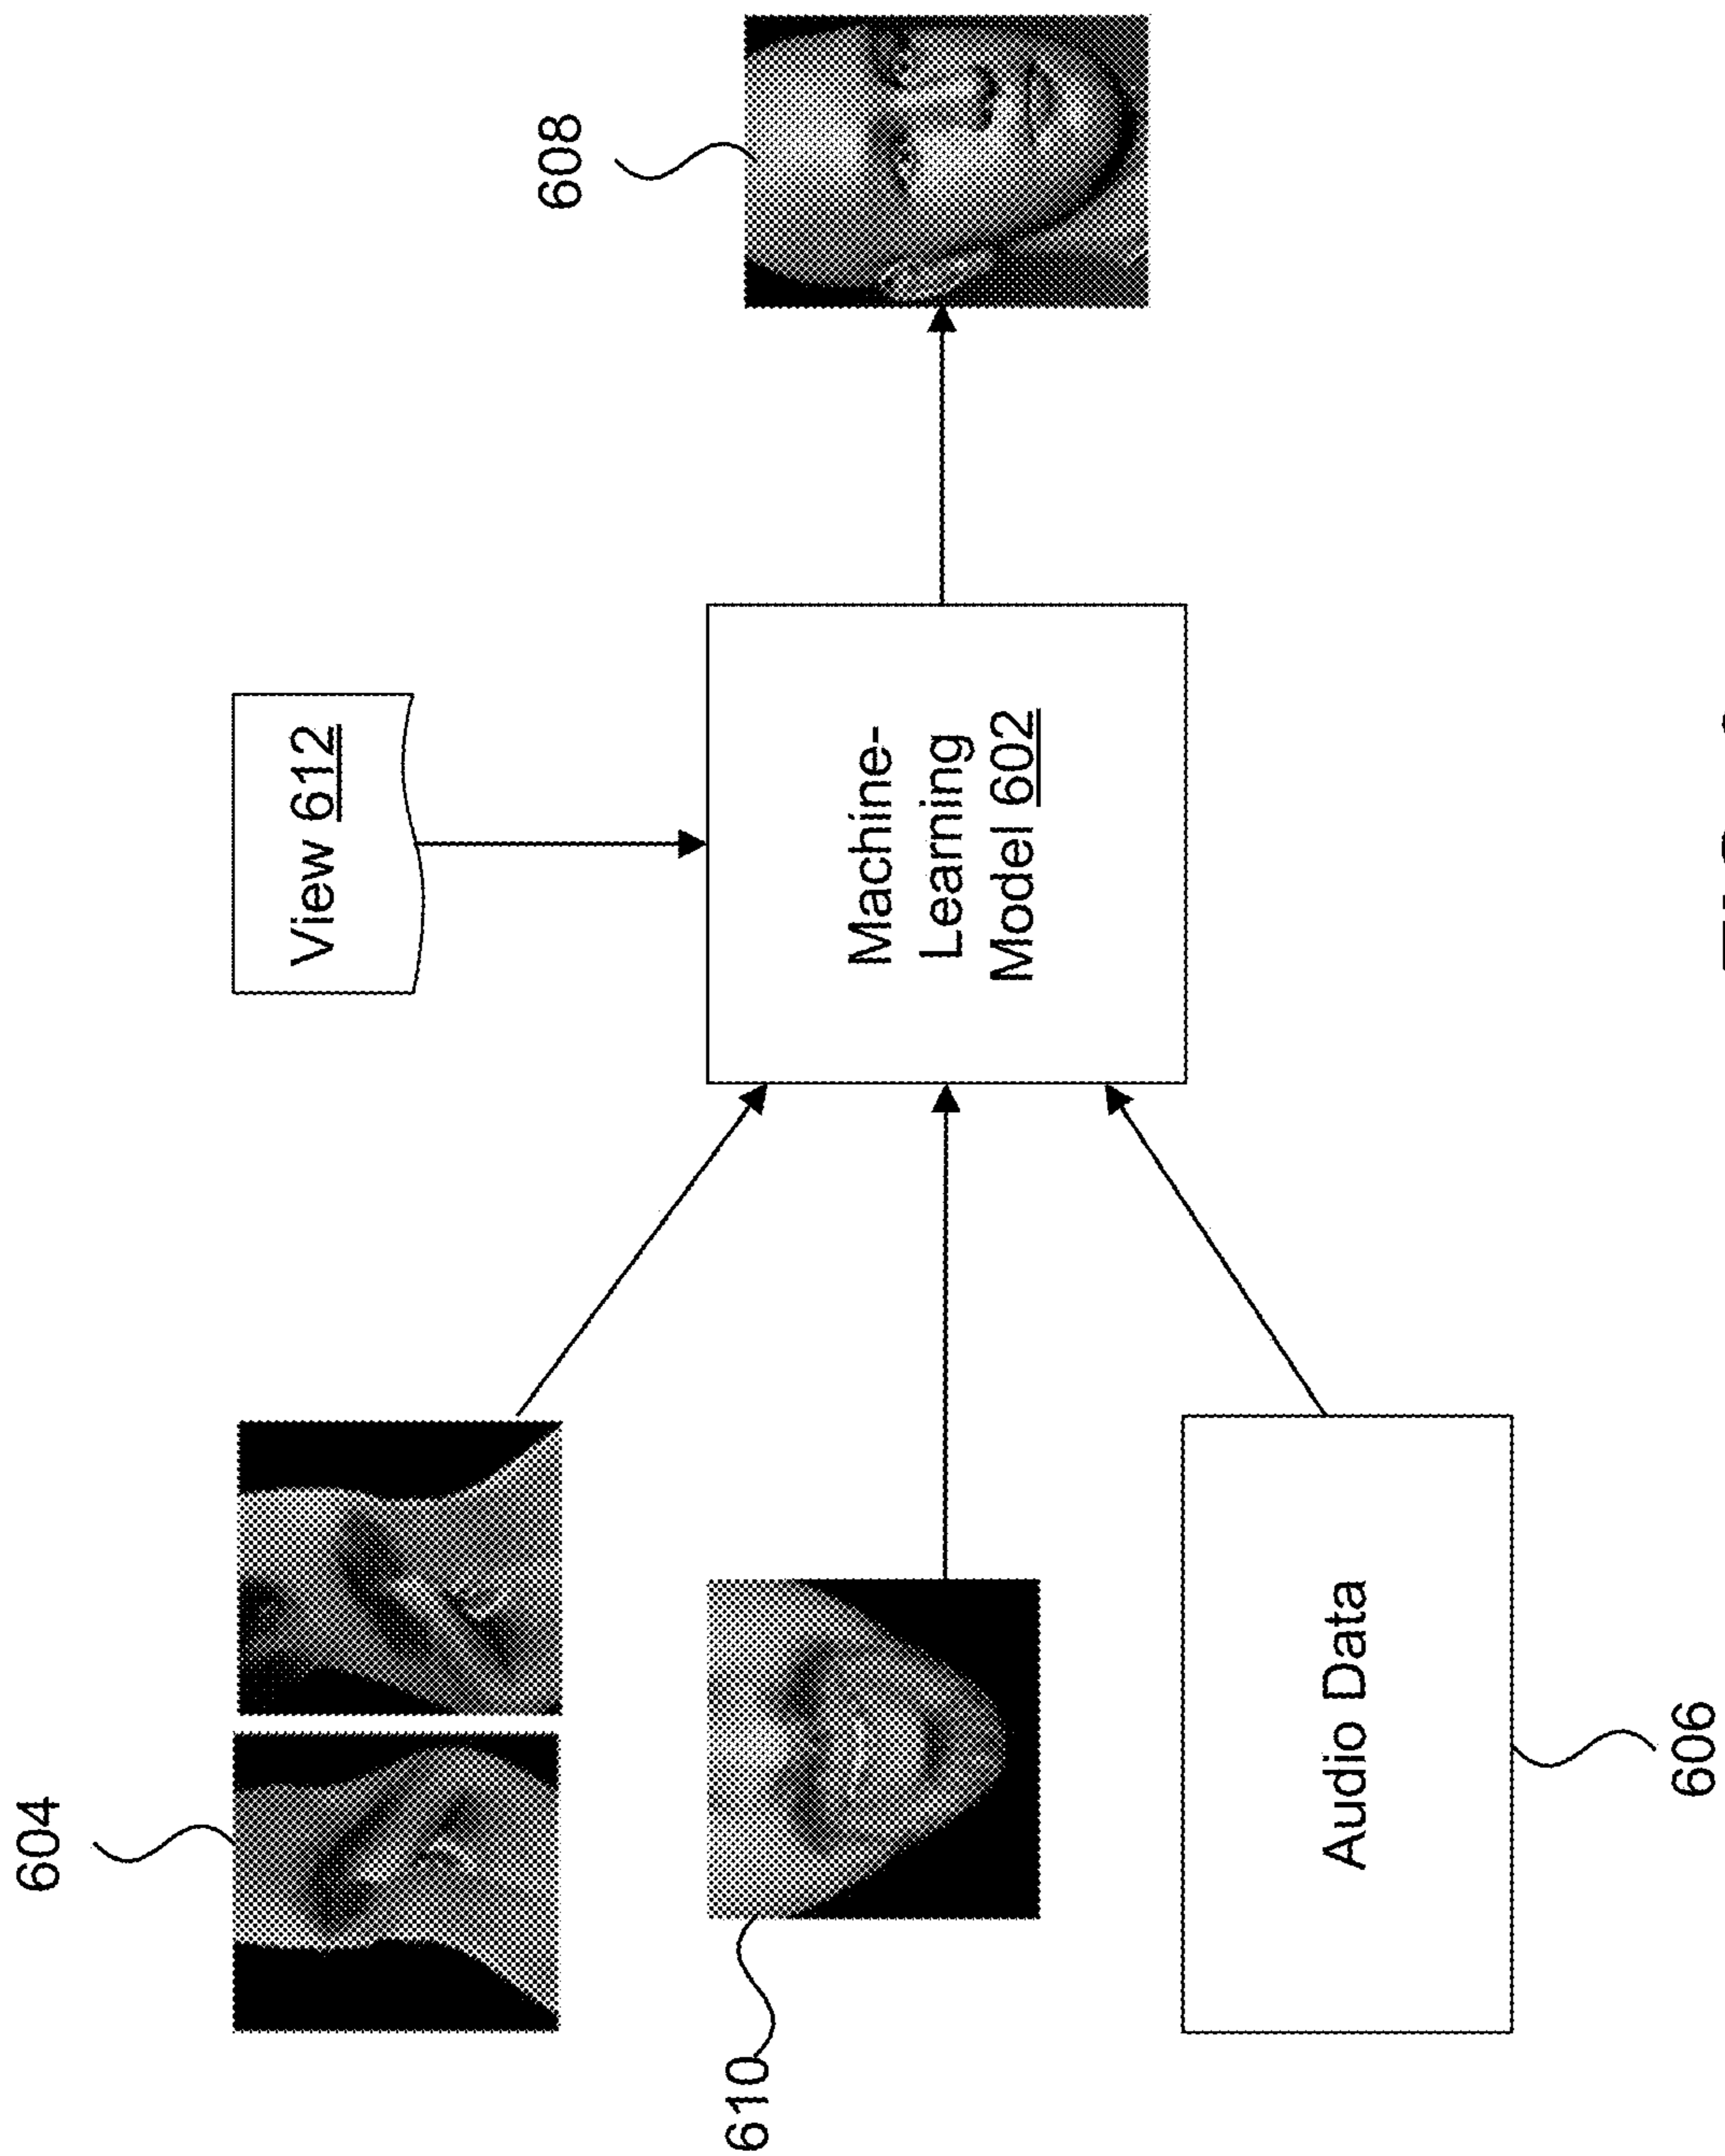 604
View 612
608
610
Machine-
Learning
Model 602
Audio Data
606